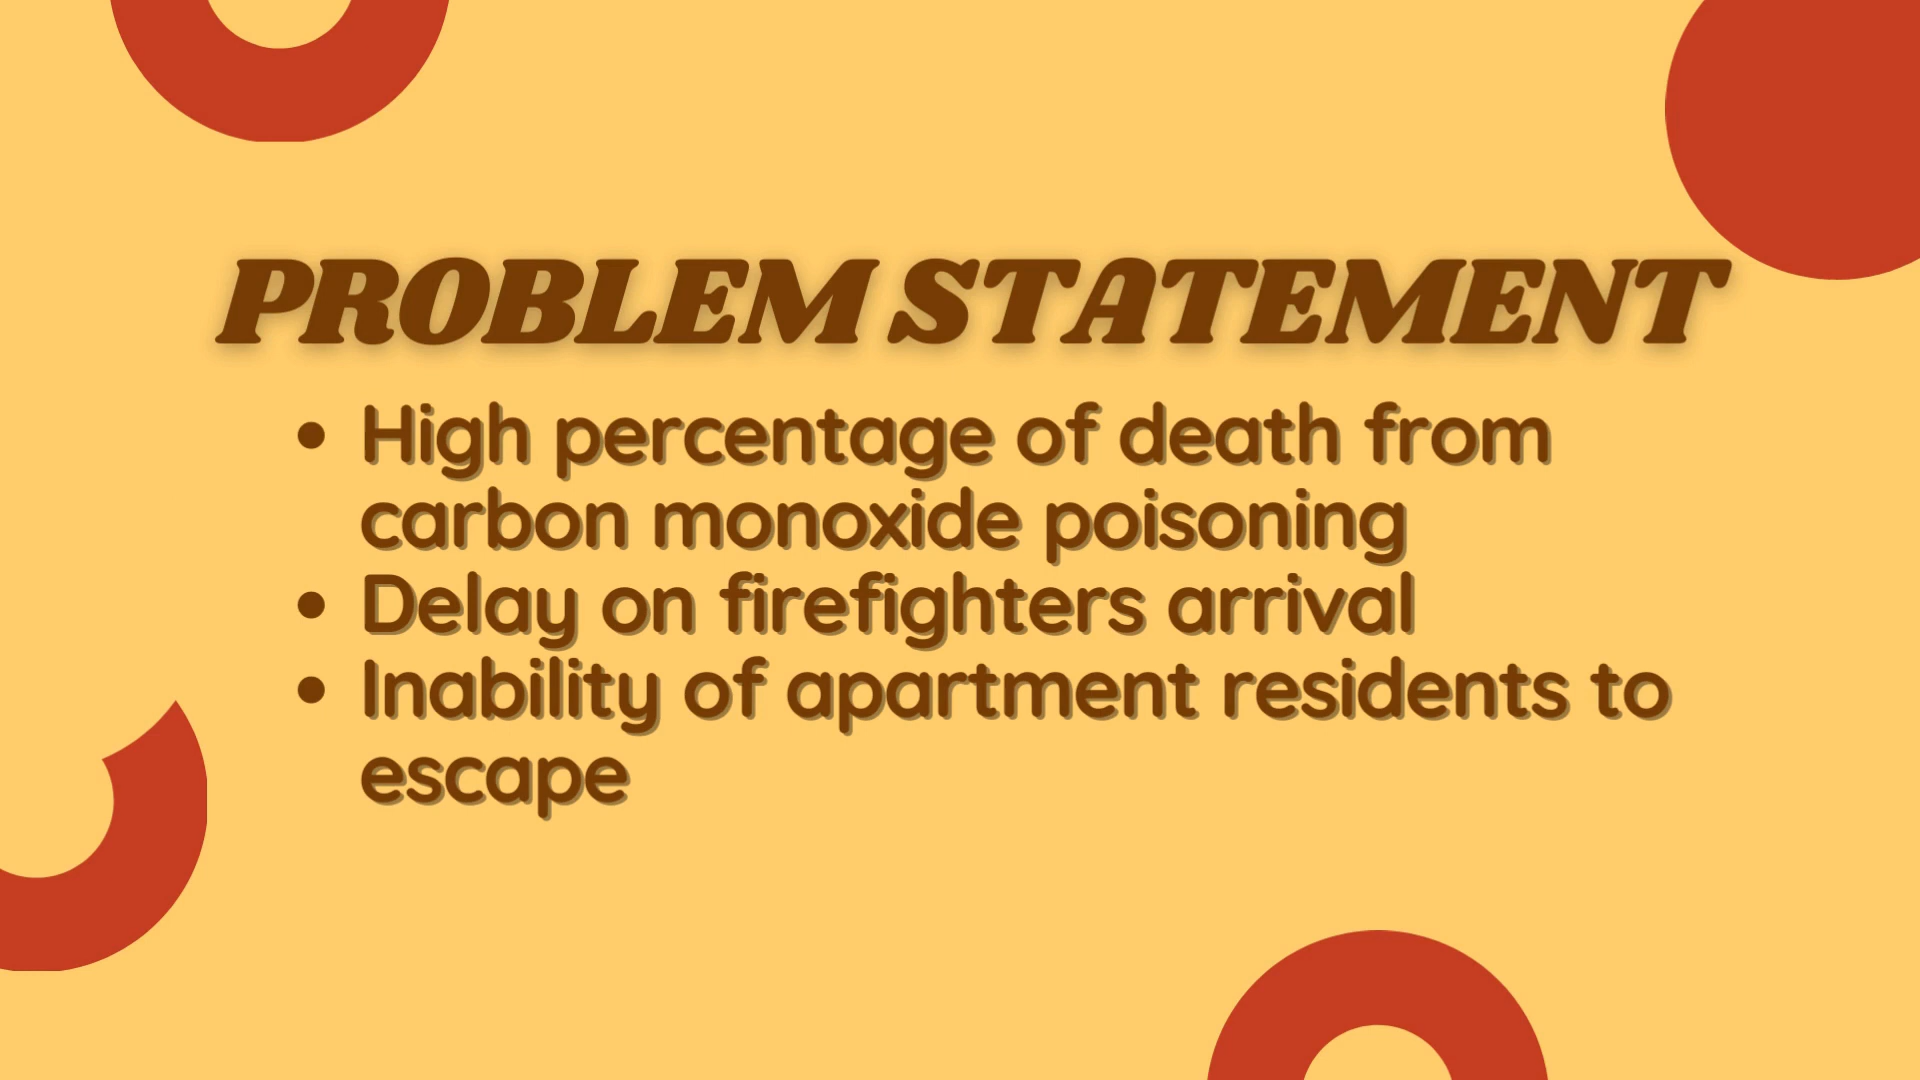 PROBLEM STATEMENT
• High percentage of death from
carbon monoxide poisoning
• Delay on firefighters arrival
• Inability of apartment residents to
escape